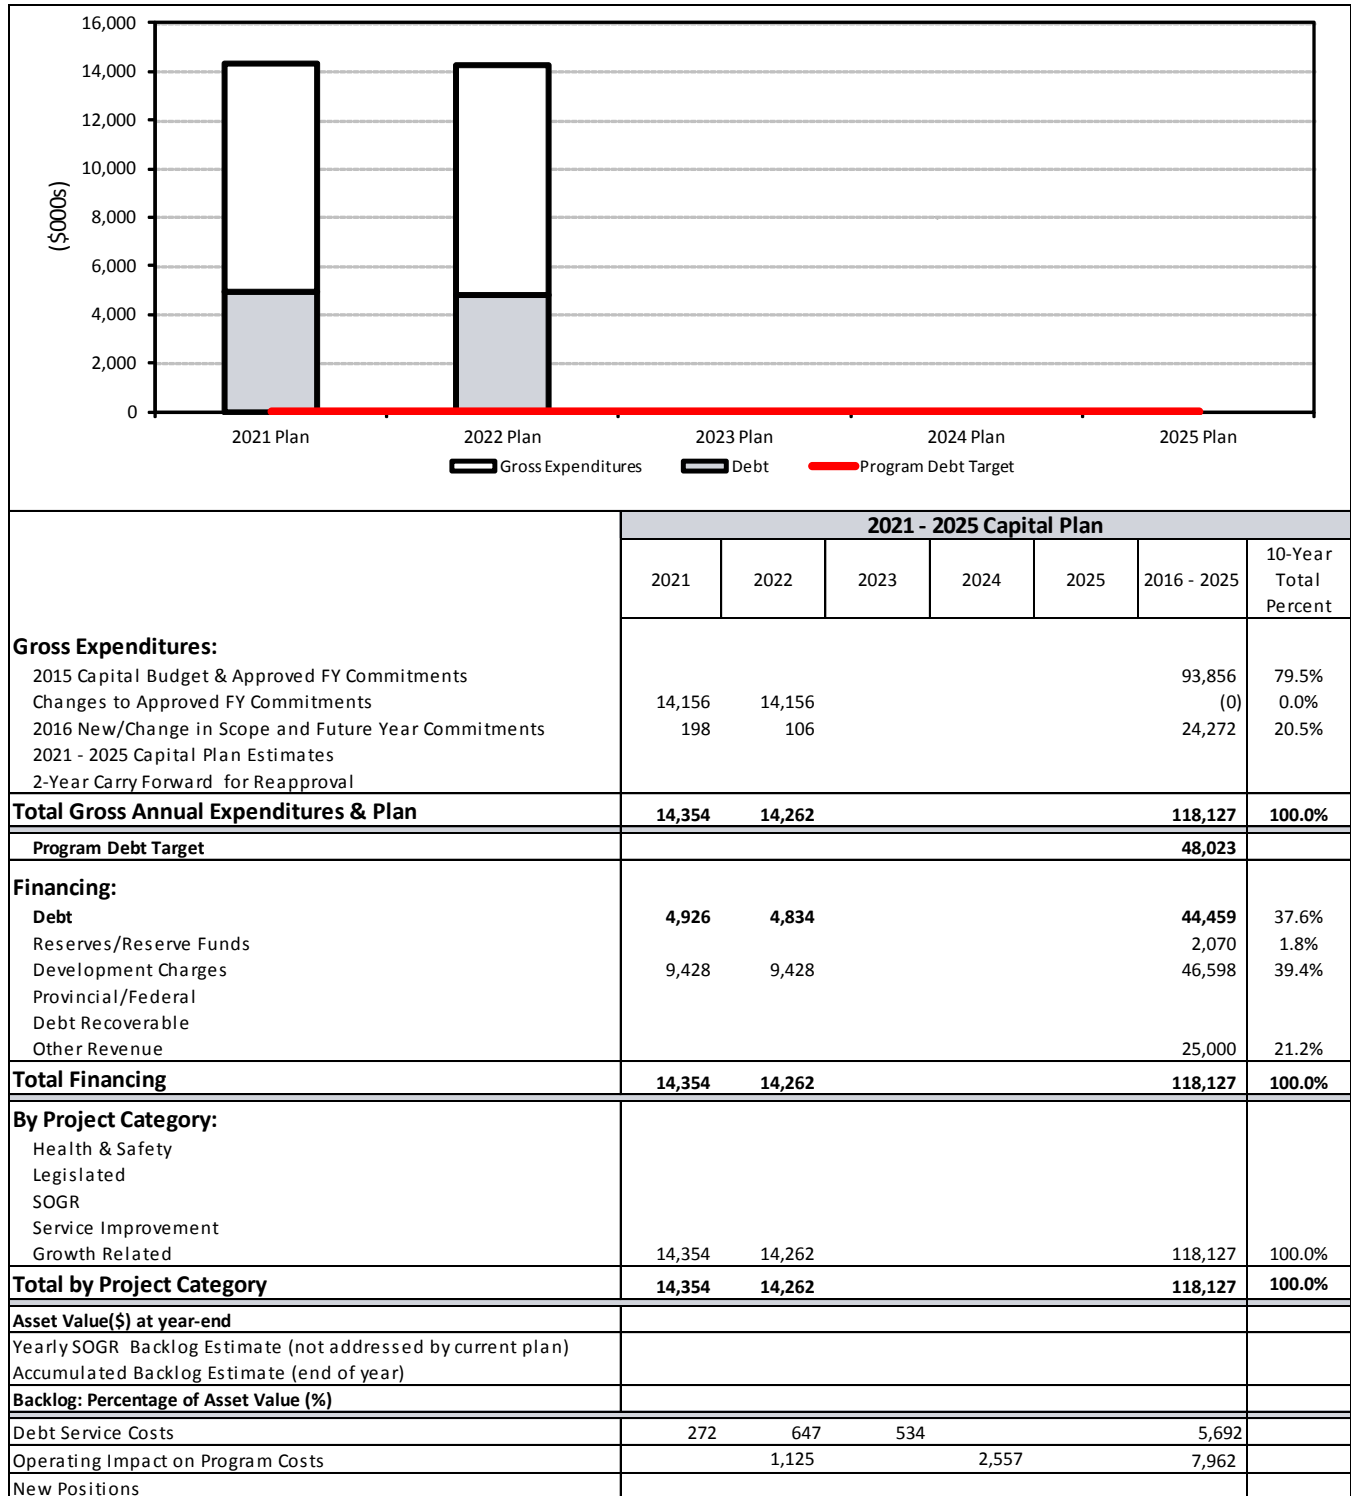 16,000
14,000
12,000
10,000
8,000
6,000
4,000
2,000
0
($000s)
2021 Plan 2022 Plan 2023 Plan 2024 Plan 2025 Plan
Gross Expenditures Debt Program Debt Target
2021 - 2025 Capital Plan
2021 2022 2023 2024 2025 2016 - 2025 10-Year Total Percent
Gross Expenditures:
2015 Capital Budget & Approved FY Commitments 93,856 79.5%
Changes to Approved FY Commitments 14,156 14,156 (0) 0.0%
2016 New/Change in Scope and Future Year Commitments 198 106 24,272 20.5%
2021 - 2025 Capital Plan Estimates
2-Year Carry Forward for Reapproval
Total Gross Annual Expenditures & Plan 14,354 14,262 118,127 100.0%
Program Debt Target 48,023
Financing:
Debt 4,926 4,834 44,459 37.6%
Reserves/Reserve Funds 2,070 1.8%
Development Charges 9,428 9,428 46,598 39.4%
Provincial/Federal
Debt Recoverable
Other Revenue 25,000 21.2%
Total Financing 14,354 14,262 118,127 100.0%
By Project Category:
Health & Safety
Legislated
SOGR
Service Improvement
Growth Related 14,354 14,262 118,127 100.0%
Total by Project Category 14,354 14,262 118,127 100.0%
Asset Value($) at year-end
Yearly SOGR Backlog Estimate (not addressed by current plan)
Accumulated Backlog Estimate (end of year)
Backlog: Percentage of Asset Value (%)
Debt Service Costs 272 647 534 5,692
Operating Impact on Program Costs 1,125 2,557 7,962
New Positions